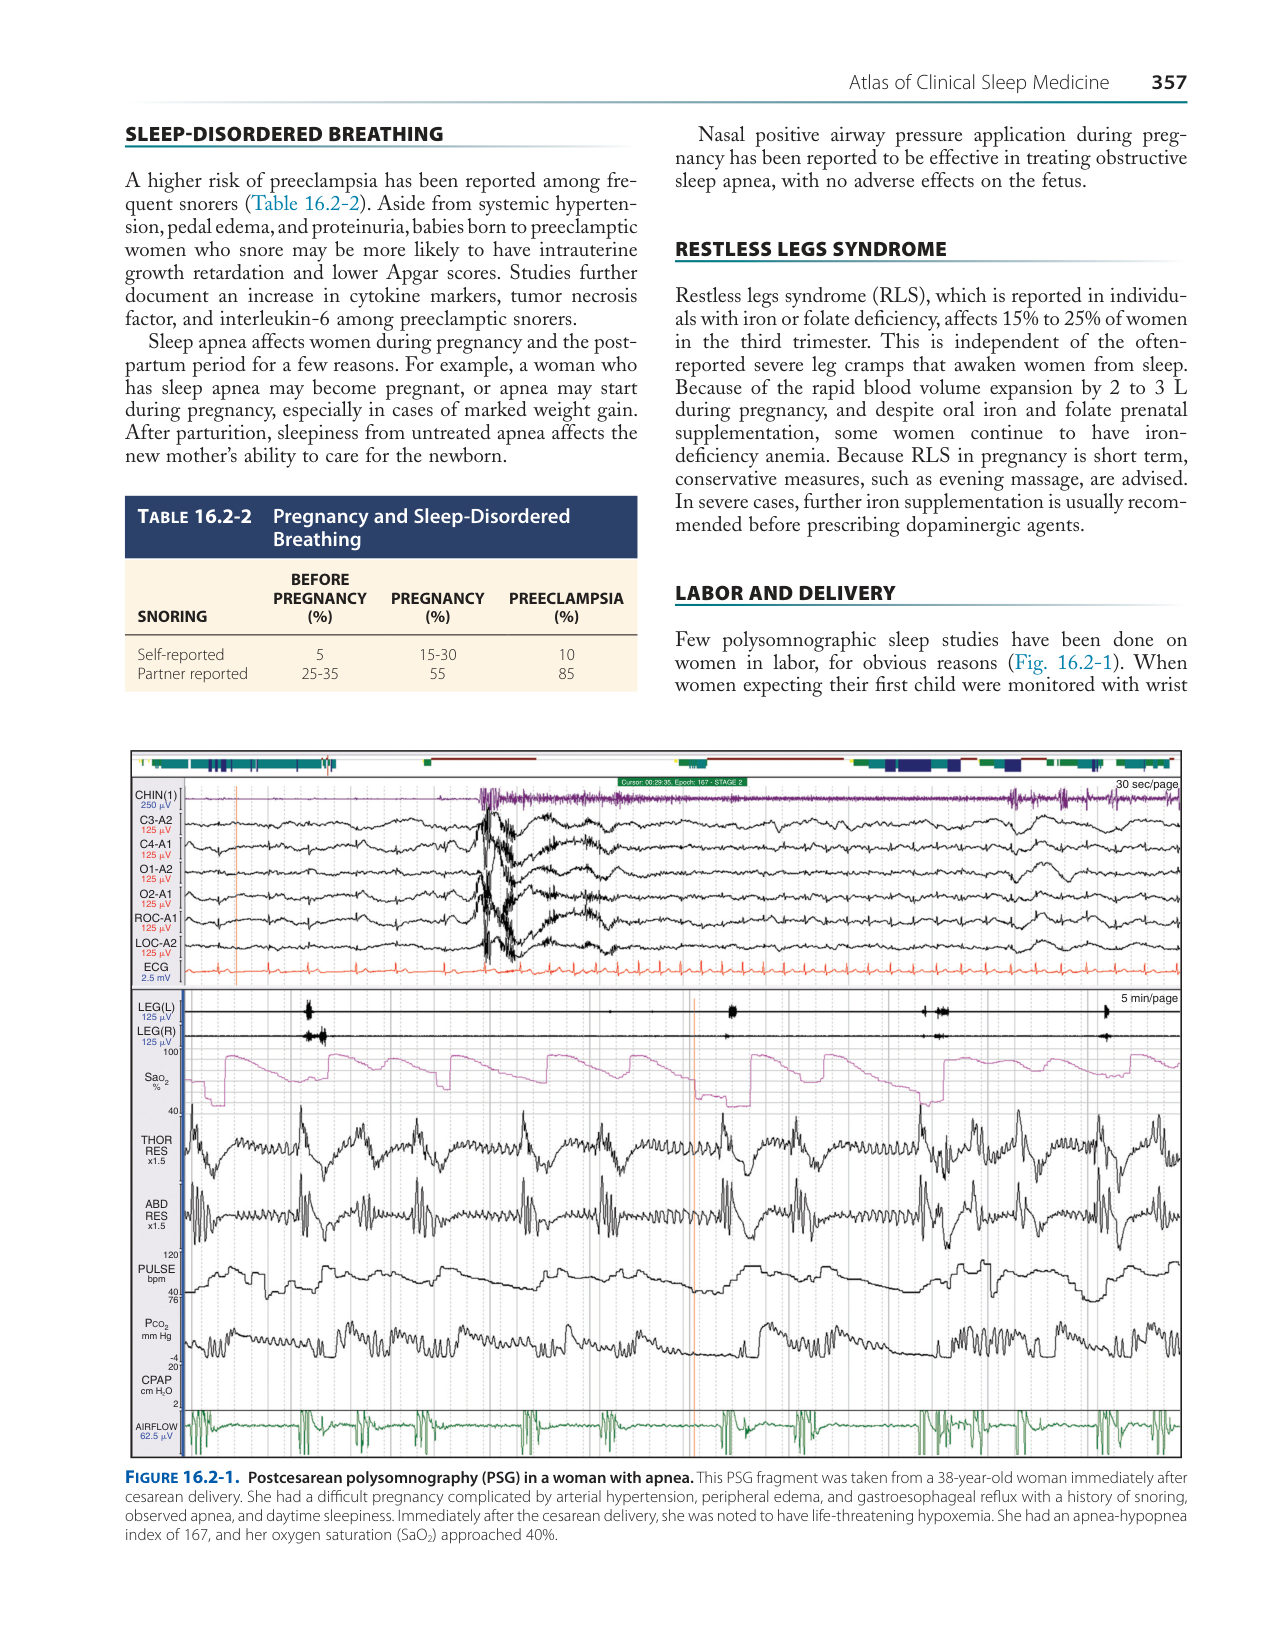 Atlas of Clinical Sleep Medicine 357
SLEEP-DISORDERED BREATHING
A higher risk of preeclampsia has been reported among fre-
quent snorers (Table 16.2-2). Aside from systemic hyperten-
sion, pedal edema, and proteinuria, babies born to preeclamptic
women who snore may be more likely to have intrauterine
growth retardation and lower Apgar scores. Studies further
document an increase in cytokine markers, tumor necrosis
factor, and interleukin-6 among preeclamptic snorers.
Sleep apnea affects women during pregnancy and the post-
partum period for a few reasons. For example, a woman who
has sleep apnea may become pregnant, or apnea may start
during pregnancy, especially in cases of marked weight gain.
After parturition, sleepiness from untreated apnea affects the
new mother's ability to care for the newborn.
TABLE 16.2-2 Pregnancy and Sleep-Disordered
Breathing
BEFORE
PREGNANCY PREGNANCY PREECLAMPSIA
SNORING (%) (%) (%)
Self-reported 5 15-30 10
Partner reported 25-35 55 85
Nasal positive airway pressure application during preg-
nancy has been reported to be effective in treating obstructive
sleep apnea, with no adverse effects on the fetus.
RESTLESS LEGS SYNDROME
Restless legs syndrome (RLS), which is reported in individu-
als with iron or folate deficiency, affects 15% to 25% of women
in the third trimester. This is independent of the often-
reported severe leg cramps that awaken women from sleep.
Because of the rapid blood volume expansion by 2 to 3 L
during pregnancy, and despite oral iron and folate prenatal
supplementation, some women continue to have iron-
deficiency anemia. Because RLS in pregnancy is short term,
conservative measures, such as evening massage, are advised.
In severe cases, further iron supplementation is usually recom-
mended before prescribing dopaminergic agents.
LABOR AND DELIVERY
Few polysomnographic sleep studies have been done on
women in labor, for obvious reasons (Fig. 16.2-1). When
women expecting their first child were monitored with wrist
Cursor: 00:29:35, Epoch: 167 - STAGE 2
30 sec/page
CHIN(1)
250 µV
C3-A2
125 µV
C4-A1
125 µV
O1-A2
125 µV
O2-A1
125 µV
ROC-A1
125 µV
LOC-A2
125 µV
ECG
2.5 mV
5 min/page
LEG(L)
125 µV
LEG(R)
125 µV
100
SaO2
%
40
THOR
RES
x1.5
ABD
RES
x1.5
120
PULSE
bpm
40
76
PCO2
mm Hg
-4
20
CPAP
cm H2O
2
AIRFLOW
62.5 µV
FIGURE 16.2-1. Postcesarean polysomnography (PSG) in a woman with apnea. This PSG fragment was taken from a 38-year-old woman immediately after
cesarean delivery. She had a difficult pregnancy complicated by arterial hypertension, peripheral edema, and gastroesophageal reflux with a history of snoring,
observed apnea, and daytime sleepiness. Immediately after the cesarean delivery, she was noted to have life-threatening hypoxemia. She had an apnea-hypopnea
index of 167, and her oxygen saturation (SaO2) approached 40%.